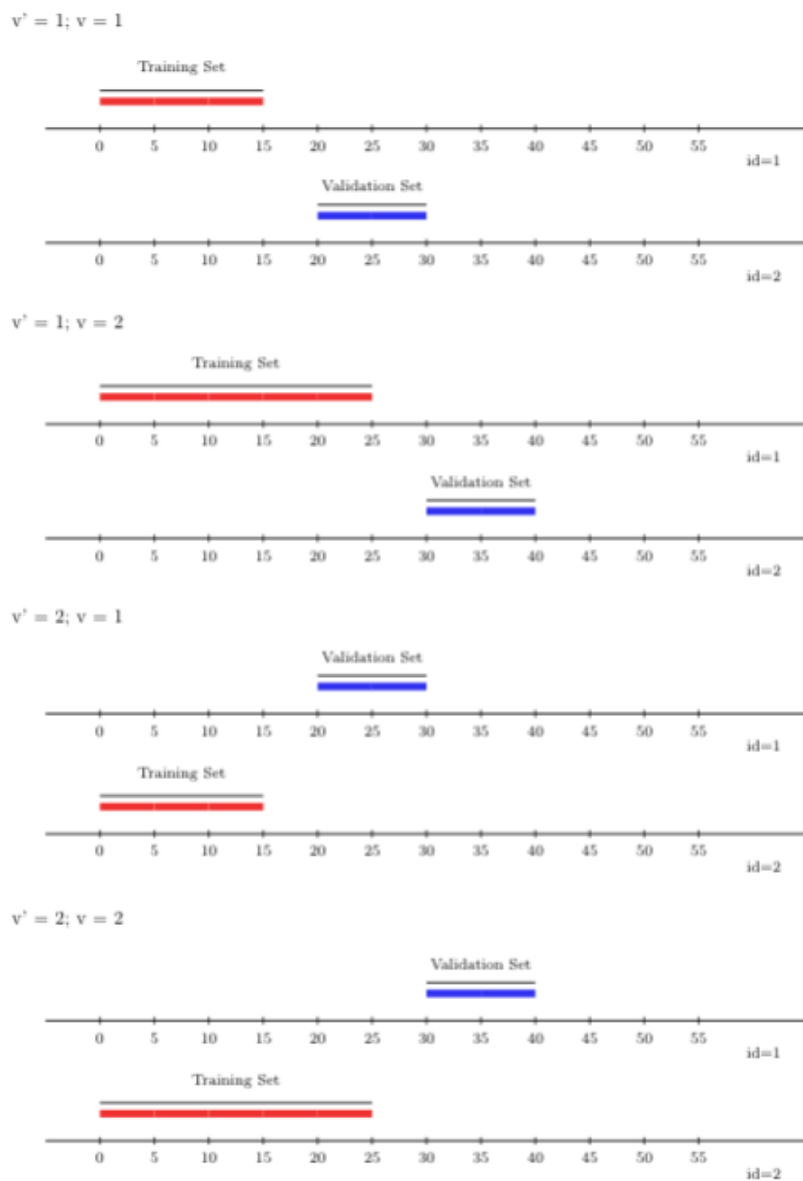 v' = 1; v = 1
Training Set
0 5 10 15 20 25 30 35 40 45 50 55
id=1
Validation Set
0 5 10 15 20 25 30 35 40 45 50 55
id=2
v' = 1; v = 2
Training Set
0 5 10 15 20 25 30 35 40 45 50 55
id=1
Validation Set
0 5 10 15 20 25 30 35 40 45 50 55
id=2
v' = 2; v = 1
Validation Set
0 5 10 15 20 25 30 35 40 45 50 55
id=1
Training Set
0 5 10 15 20 25 30 35 40 45 50 55
id=2
v' = 2; v = 2
Validation Set
0 5 10 15 20 25 30 35 40 45 50 55
id=1
Training Set
0 5 10 15 20 25 30 35 40 45 50 55
id=2